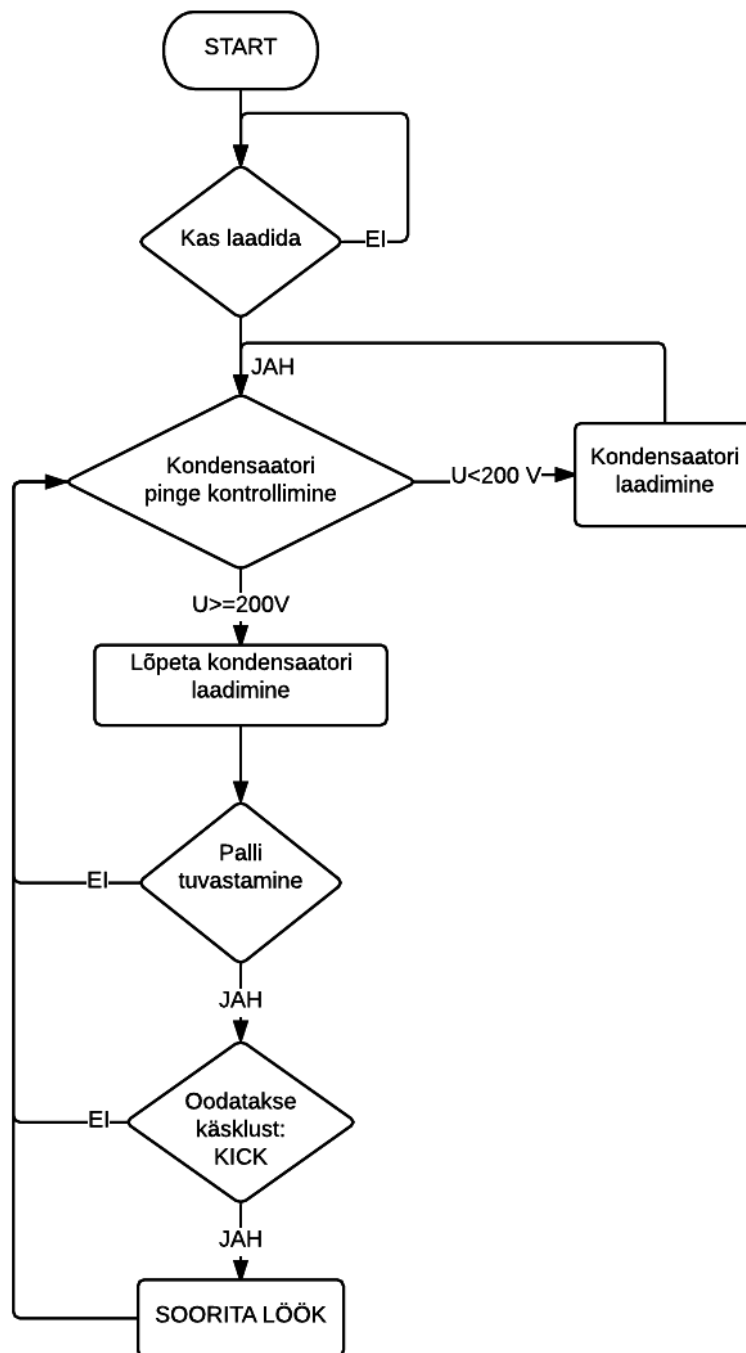 START
Kas laadida
EI
JAH
Kondensaatori
pinge kontrollimine
U<200 V
Kondensaatori
laadimine
U>=200V
Lõpeta kondensaatori
laadimine
Palli
tuvastamine
EI
JAH
Oodatakse
käsklust:
KICK
EI
JAH
SOORITA LÖÖK